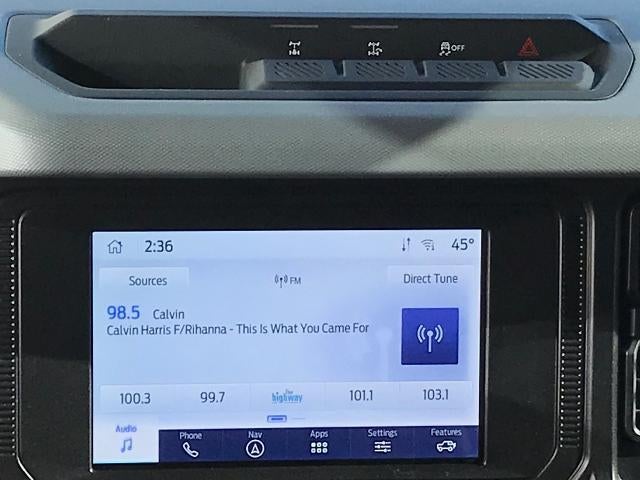 OFF
2:36 45°
Sources FM Direct Tune
98.5 Calvin
Calvin Harris F/Rihanna - This Is What You Came For
100.3 99.7 The highway 101.1 103.1
Audio Phone Nav Apps Settings Features